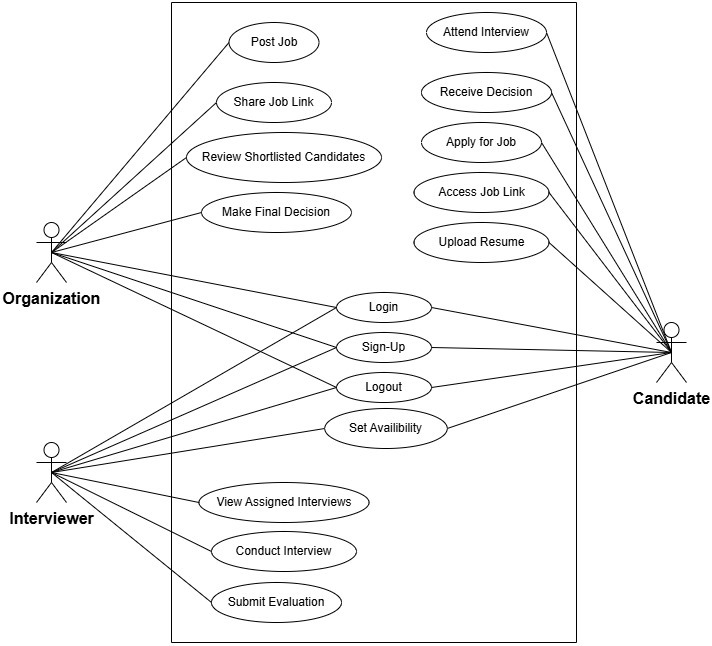 Post Job
Attend Interview
Share Job Link
Receive Decision
Review Shortlisted Candidates
Apply for Job
Make Final Decision
Access Job Link
Upload Resume
Organization
Login
Sign-Up
Logout
Candidate
Set Availibility
Interviewer
View Assigned Interviews
Conduct Interview
Submit Evaluation